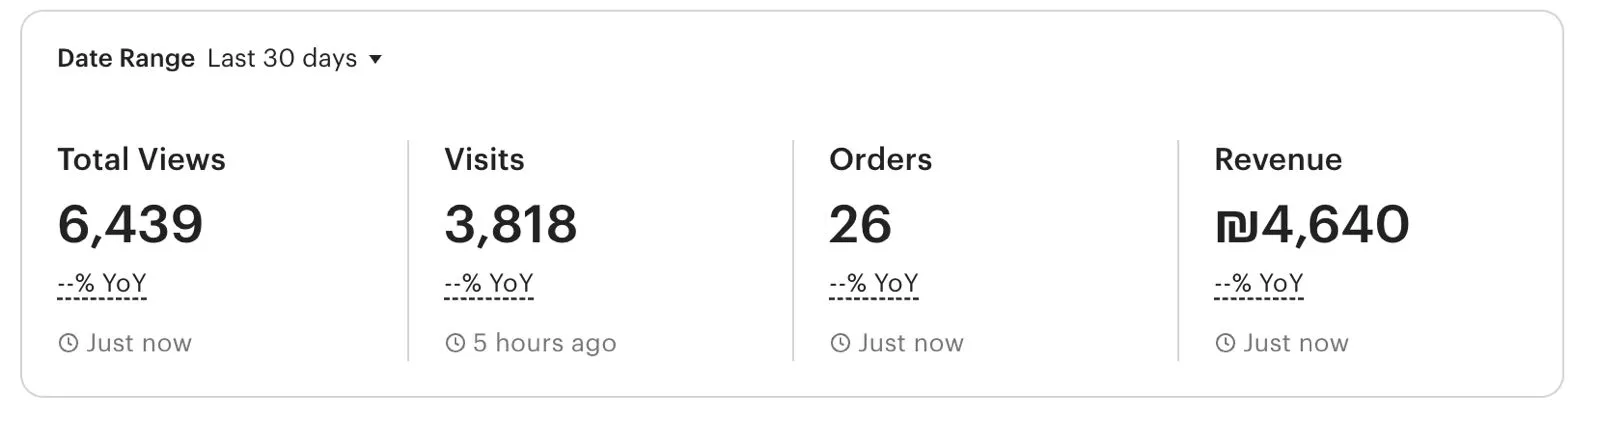 Date Range Last 30 days
Total Views
6,439
--% YoY
Just now
Visits
3,818
--% YoY
5 hours ago
Orders
26
--% YoY
Just now
Revenue
₪4,640
--% YoY
Just now